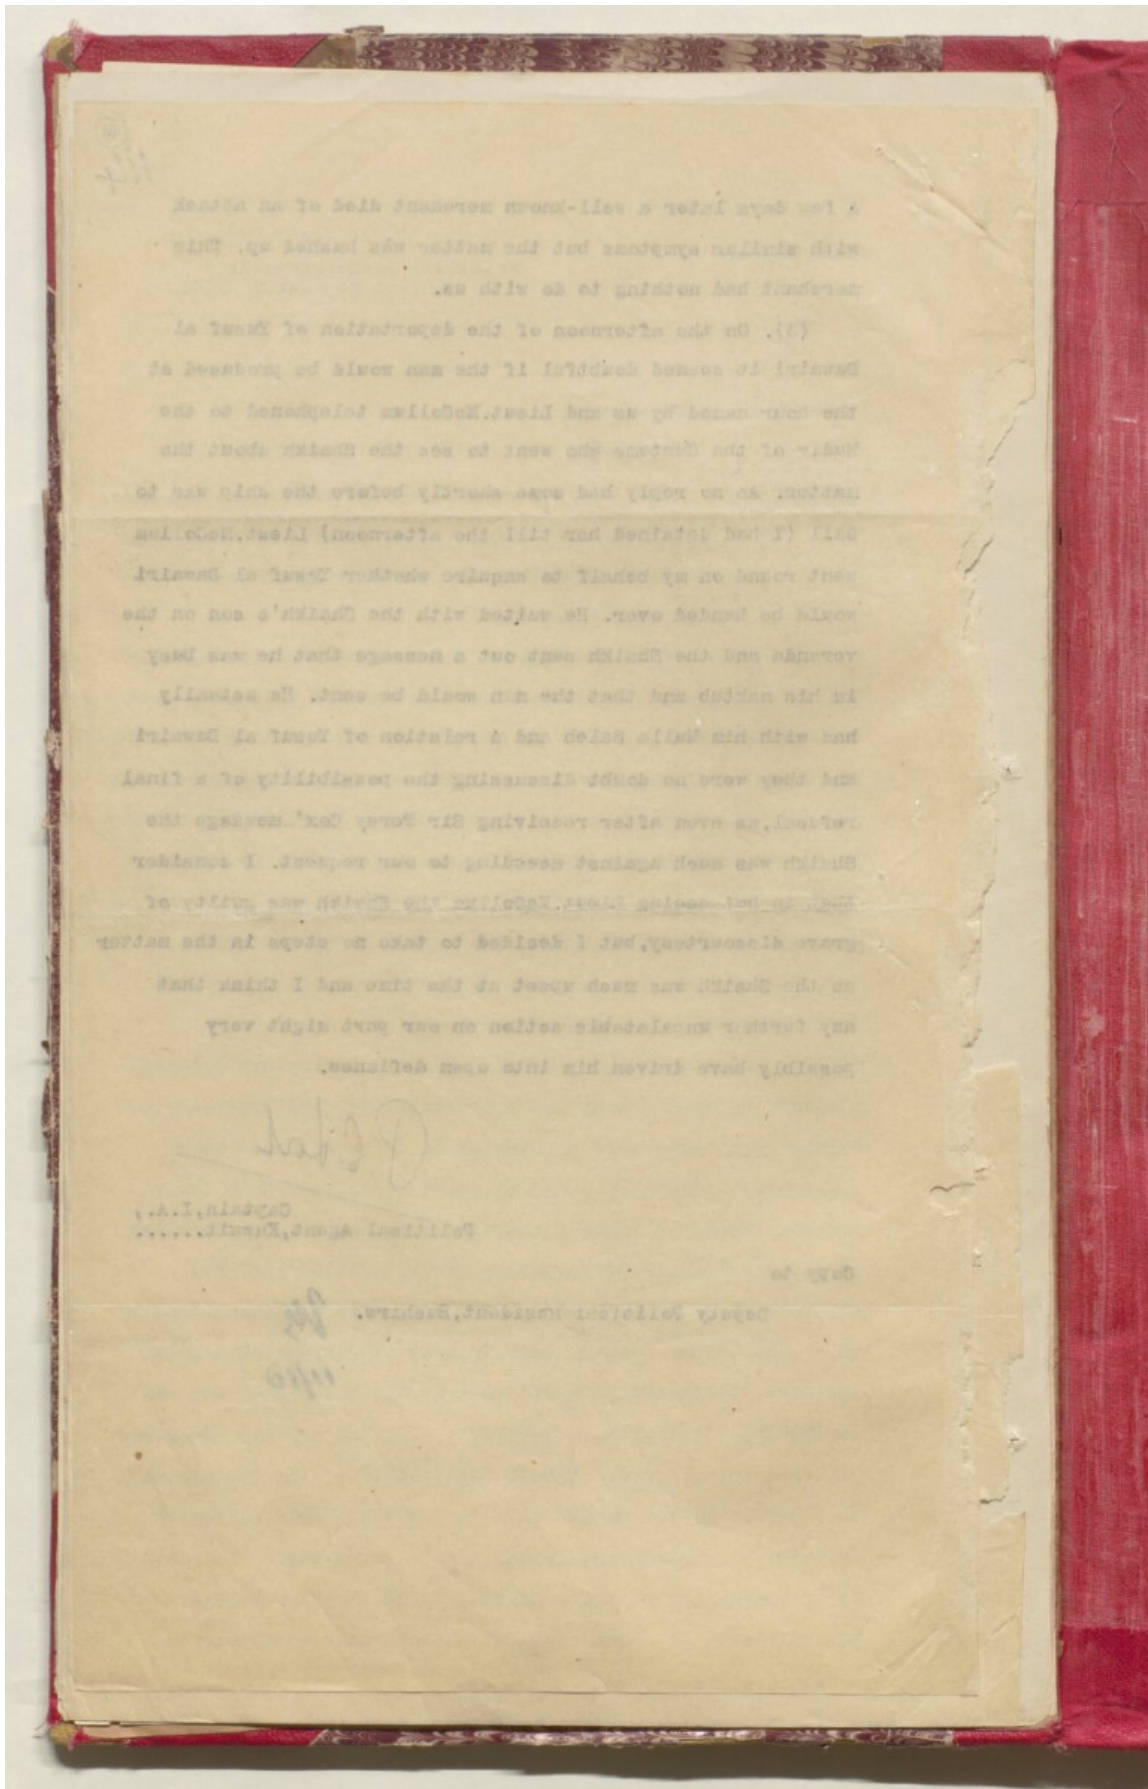 A few days later a well-known merchant died of an attack
with similar symptoms but the matter was hushed up. This
merchant had nothing to do with us.
(3). On the afternoon of the deportation of Yusuf al
Dawairi it seemed doubtful if the man would be produced at
the hour named by us and Lieut.McCollum telephoned to the
Mudir of the Customs who went to see the Shaikh about the
matter. As no reply had come shortly before the ship was to
sail (I had detained her till the afternoon) Lieut.McCollum
went round on my behalf to enquire whether Yusuf al Dawairi
would be handed over. He waited with the Shaikh's son on the
veranda and the Shaikh sent out a message that he was busy
in his maktab and that the man would be sent. He actually
had with him Mulla Saleh and a relation of Yusuf al Dawairi
and they were no doubt discussing the possibility of a final
refusal,as even after receiving Sir Percy Cox' message the
Shaikh was much against acceding to our request. I consider
that in not seeing Lieut.McCollum the Shaikh was guilty of
grave discourtesy,but I decided to take no steps in the matter
as the Shaikh was much upset at the time and I think that
any further unpalatable action on our part might very
possibly have driven him into open defiance.
Captain,I.A.,
Political Agent,Kuwait......
Copy to
Deputy Political Resident,Bushire.